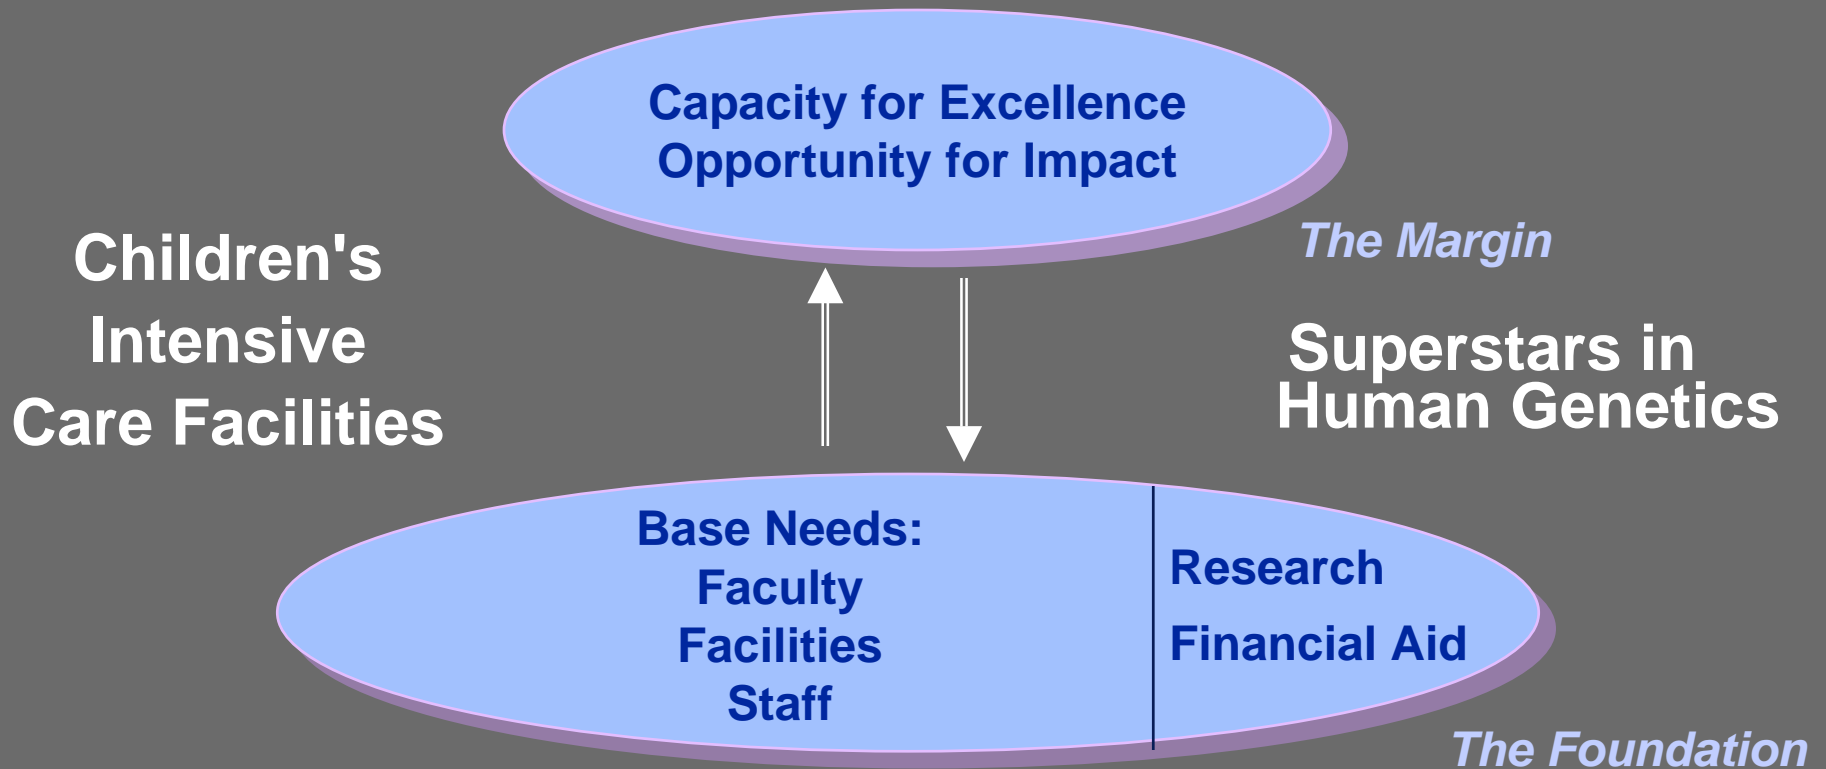 Capacity for Excellence
Opportunity for Impact
Children's
Intensive
Care Facilities
The Margin
Superstars in
Human Genetics
Base Needs:
Faculty
Facilities
Staff
Research
Financial Aid
The Foundation